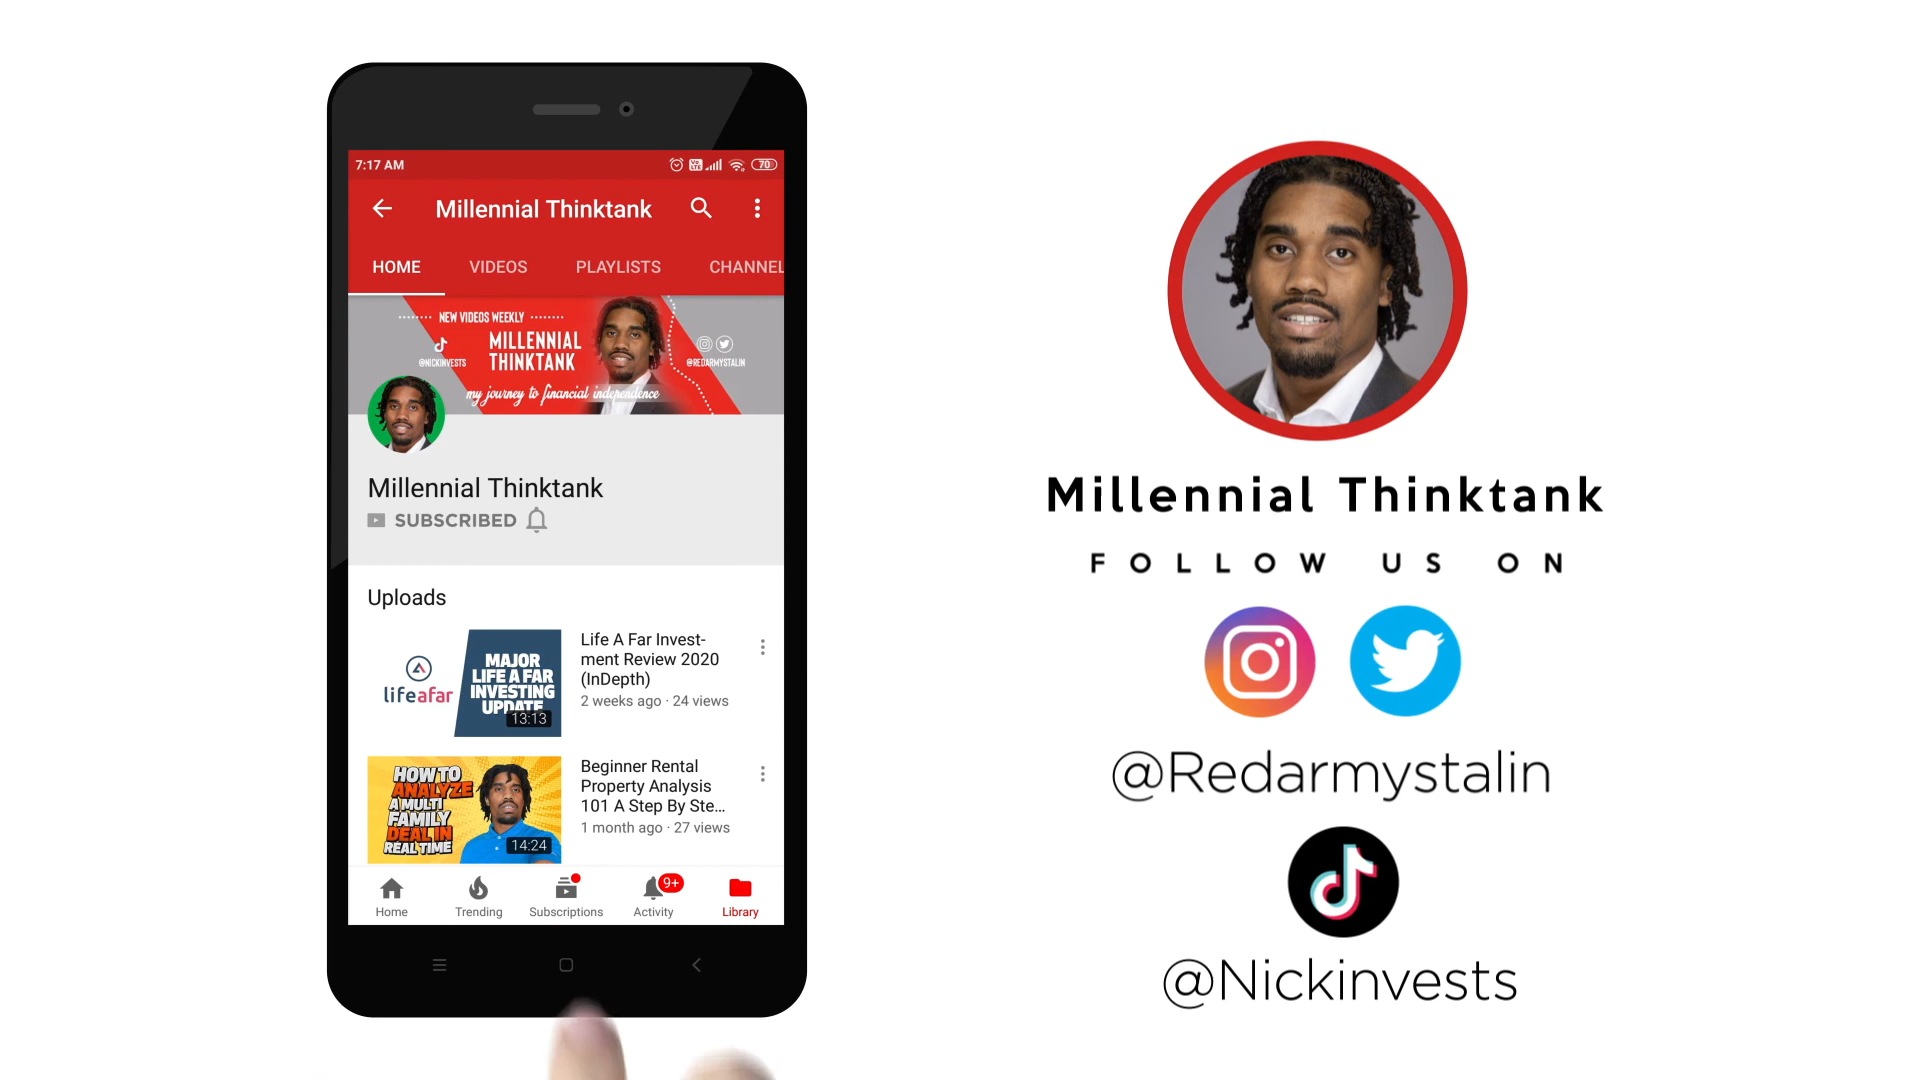 7:17 AM
70
Millennial Thinktank
HOME VIDEOS PLAYLISTS CHANNEL
NEW VIDEOS WEEKLY
MILLENNIAL
THINKTANK
@NICKINVESTS
@REDARMYSTALIN
my journey to financial independence
Millennial Thinktank
SUBSCRIBED
Uploads
lifeafar
MAJOR
LIFE A FAR
INVESTING
UPDATE
13:13
Life A Far Invest-
ment Review 2020
(InDepth)
2 weeks ago · 24 views
HOW TO
ANALYZE
A MULTI
FAMILY
DEAL IN
REAL TIME
14:24
Beginner Rental
Property Analysis
101 A Step By Ste...
1 month ago · 27 views
9+
Home Trending Subscriptions Activity Library
Millennial Thinktank
FOLLOW US ON
@Redarmystalin
@Nickinvests